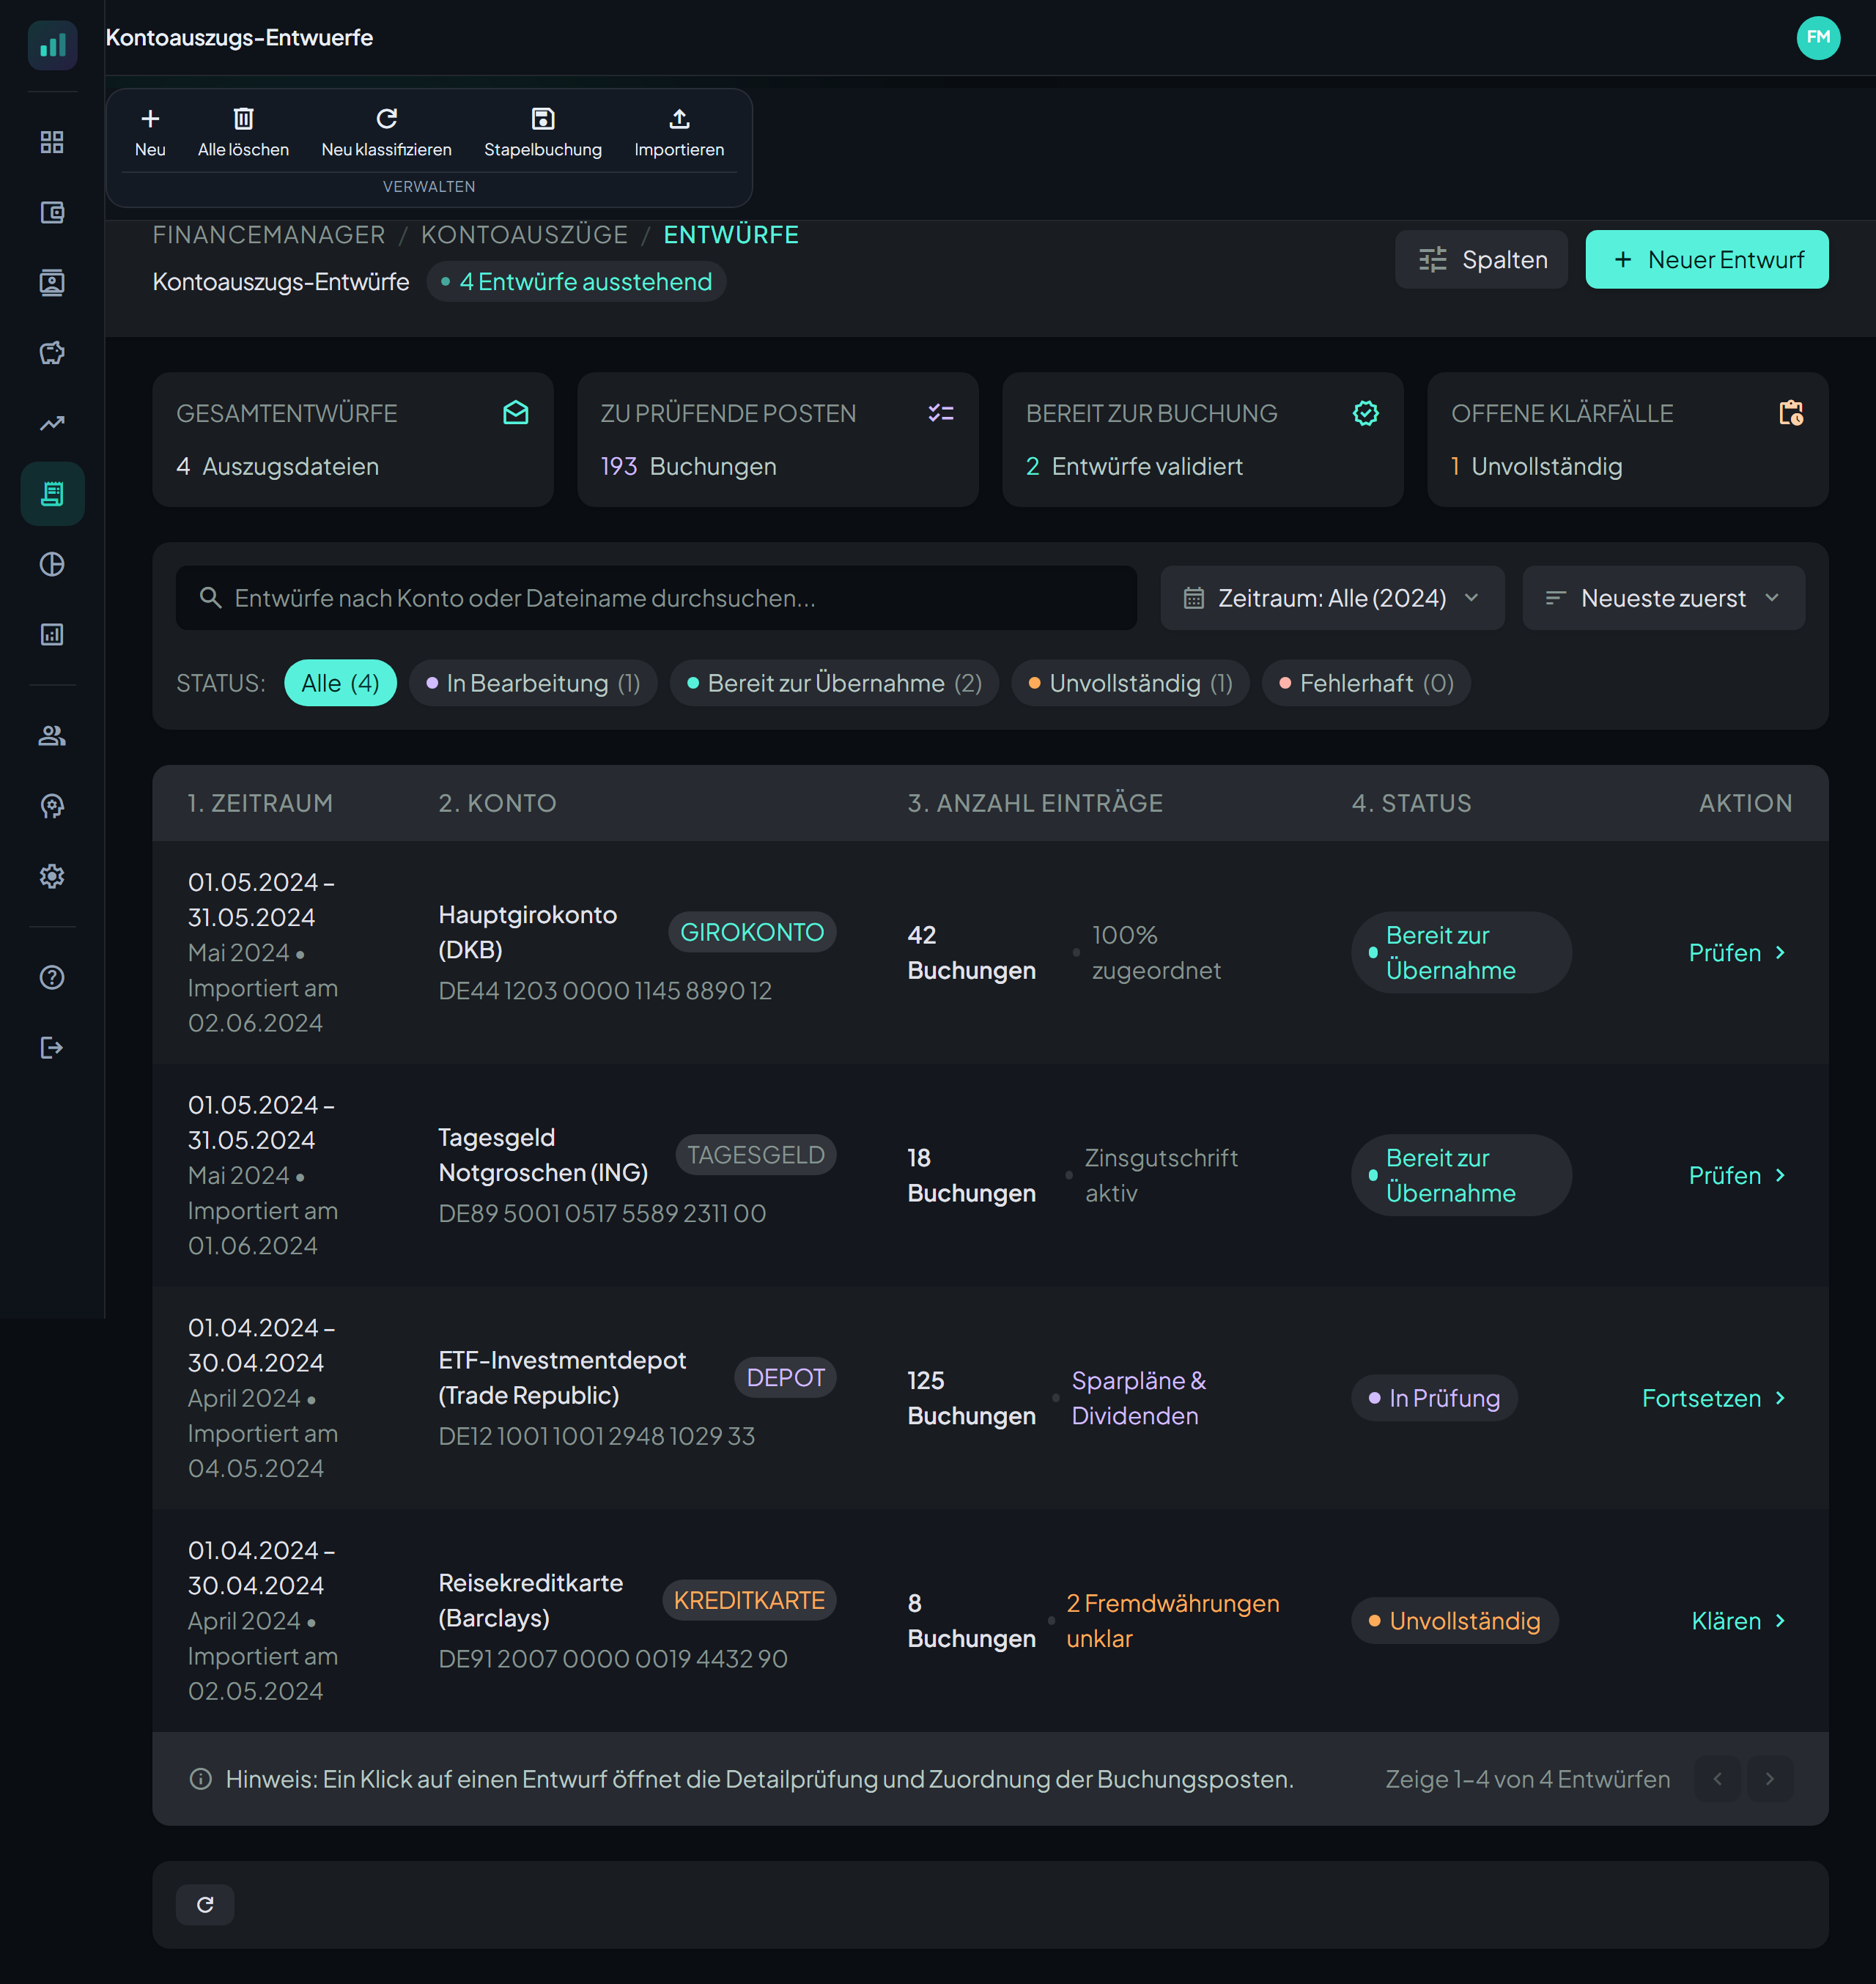 Kontoauszugs-Entwuerfe
FM
Neu
Alle löschen
Neu klassifizieren
Stapelbuchung
Importieren
VERWALTEN
FINANCEMANAGER / KONTOAUSZÜGE / ENTWÜRFE
Kontoauszugs-Entwürfe
4 Entwürfe ausstehend
Spalten
Neuer Entwurf
GESAMTENTWÜRFE
4 Auszugsdateien
ZU PRÜFENDE POSTEN
193 Buchungen
BEREIT ZUR BUCHUNG
2 Entwürfe validiert
OFFENE KLÄRFÄLLE
1 Unvollständig
Entwürfe nach Konto oder Dateiname durchsuchen...
Zeitraum: Alle (2024)
Neueste zuerst
STATUS:
Alle (4)
In Bearbeitung (1)
Bereit zur Übernahme (2)
Unvollständig (1)
Fehlerhaft (0)
1. ZEITRAUM
2. KONTO
3. ANZAHL EINTRÄGE
4. STATUS
AKTION
01.05.2024 –
31.05.2024
Mai 2024 •
Importiert am
02.06.2024
Hauptgirokonto
(DKB)
GIROKONTO
DE44 1203 0000 1145 8890 12
42
Buchungen
100%
zugeordnet
Bereit zur
Übernahme
Prüfen
01.05.2024 –
31.05.2024
Mai 2024 •
Importiert am
01.06.2024
Tagesgeld
Notgroschen (ING)
TAGESGELD
DE89 5001 0517 5589 2311 00
18
Buchungen
Zinsgutschrift
aktiv
Bereit zur
Übernahme
Prüfen
01.04.2024 –
30.04.2024
April 2024 •
Importiert am
04.05.2024
ETF-Investmentdepot
(Trade Republic)
DEPOT
DE12 1001 1001 2948 1029 33
125
Buchungen
Sparpläne &
Dividenden
In Prüfung
Fortsetzen
01.04.2024 –
30.04.2024
April 2024 •
Importiert am
02.05.2024
Reisekreditkarte
(Barclays)
KREDITKARTE
DE91 2007 0000 0019 4432 90
8
Buchungen
2 Fremdwährungen
unklar
Unvollständig
Klären
Hinweis: Ein Klick auf einen Entwurf öffnet die Detailprüfung und Zuordnung der Buchungsposten.
Zeige 1–4 von 4 Entwürfen